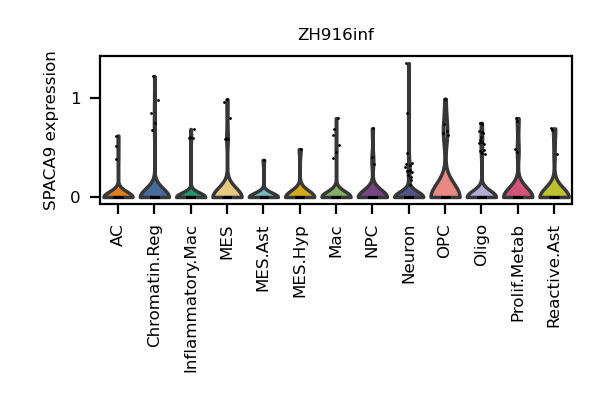 ZH916inf
SPACA9 expression
1
0
AC
Chromatin.Reg
Inflammatory.Mac
MES
MES.Ast
MES.Hyp
Mac
NPC
Neuron
OPC
Oligo
Prolif.Metab
Reactive.Ast